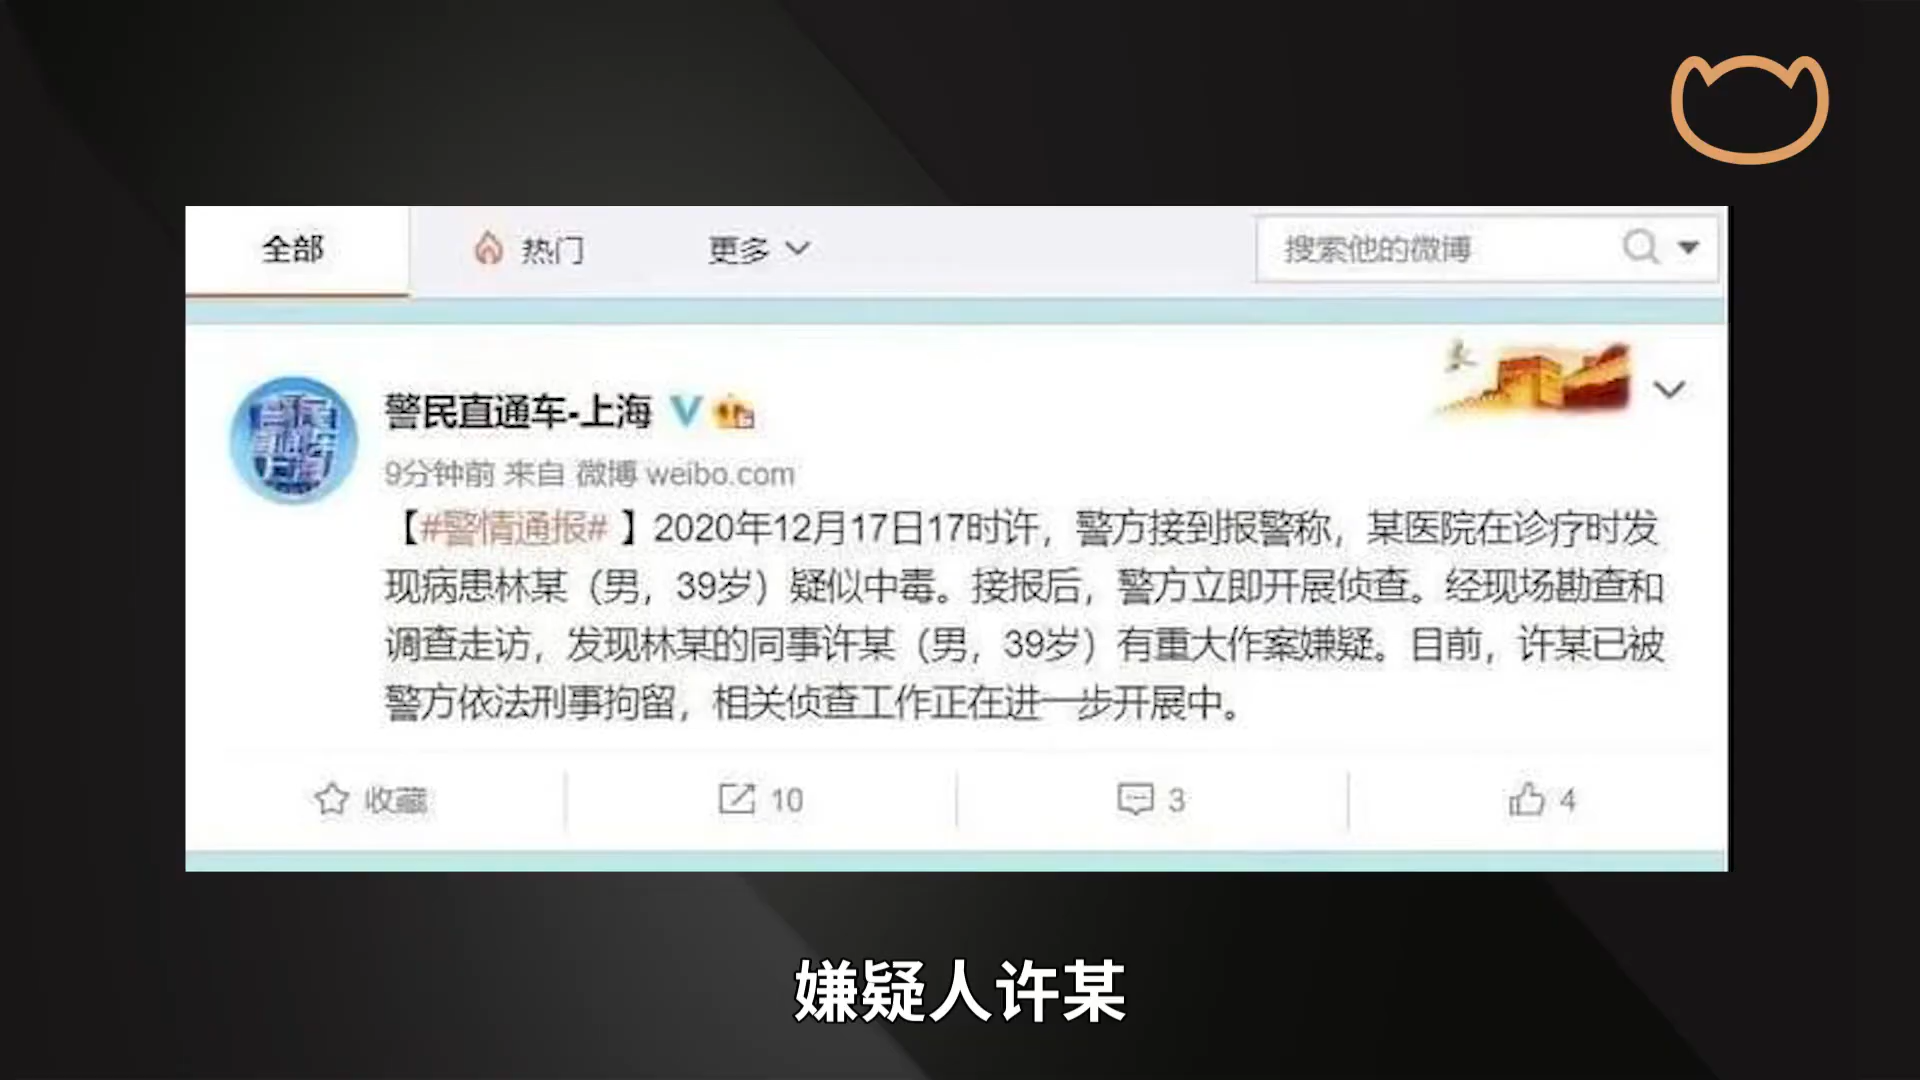 全部 热门 更多 搜索他的微博
警民直通车-上海
9分钟前 来自 微博 weibo.com
【#警情通报# 】2020年12月17日17时许，警方接到报警称，某医院在诊疗时发
现病患林某（男，39岁）疑似中毒。接报后，警方立即开展侦查。经现场勘查和
调查走访，发现林某的同事许某（男，39岁）有重大作案嫌疑。目前，许某已被
警方依法刑事拘留，相关侦查工作正在进一步开展中。
收藏 10 3 4
嫌疑人许某